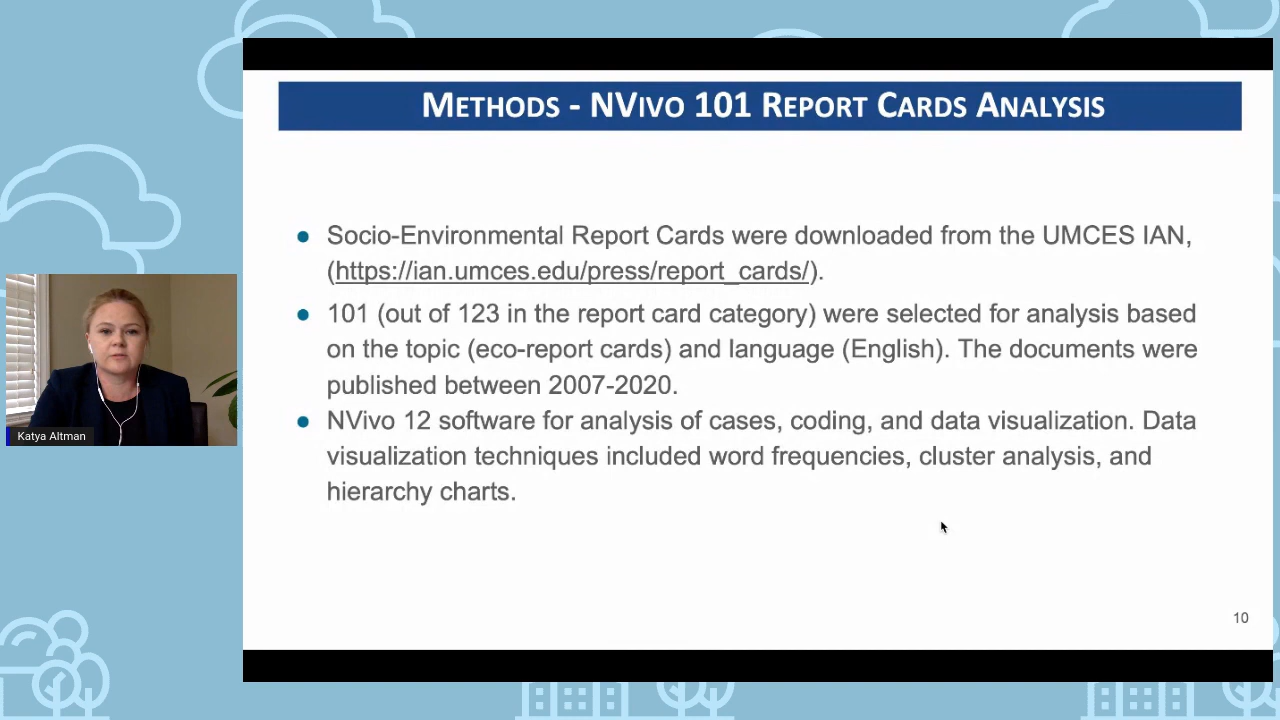 METHODS - NVIVO 101 REPORT CARDS ANALYSIS
● Socio-Environmental Report Cards were downloaded from the UMCES IAN,
(https://ian.umces.edu/press/report_cards/).
● 101 (out of 123 in the report card category) were selected for analysis based
on the topic (eco-report cards) and language (English). The documents were
published between 2007-2020.
● NVivo 12 software for analysis of cases, coding, and data visualization. Data
visualization techniques included word frequencies, cluster analysis, and
hierarchy charts.
Katya Altman
10